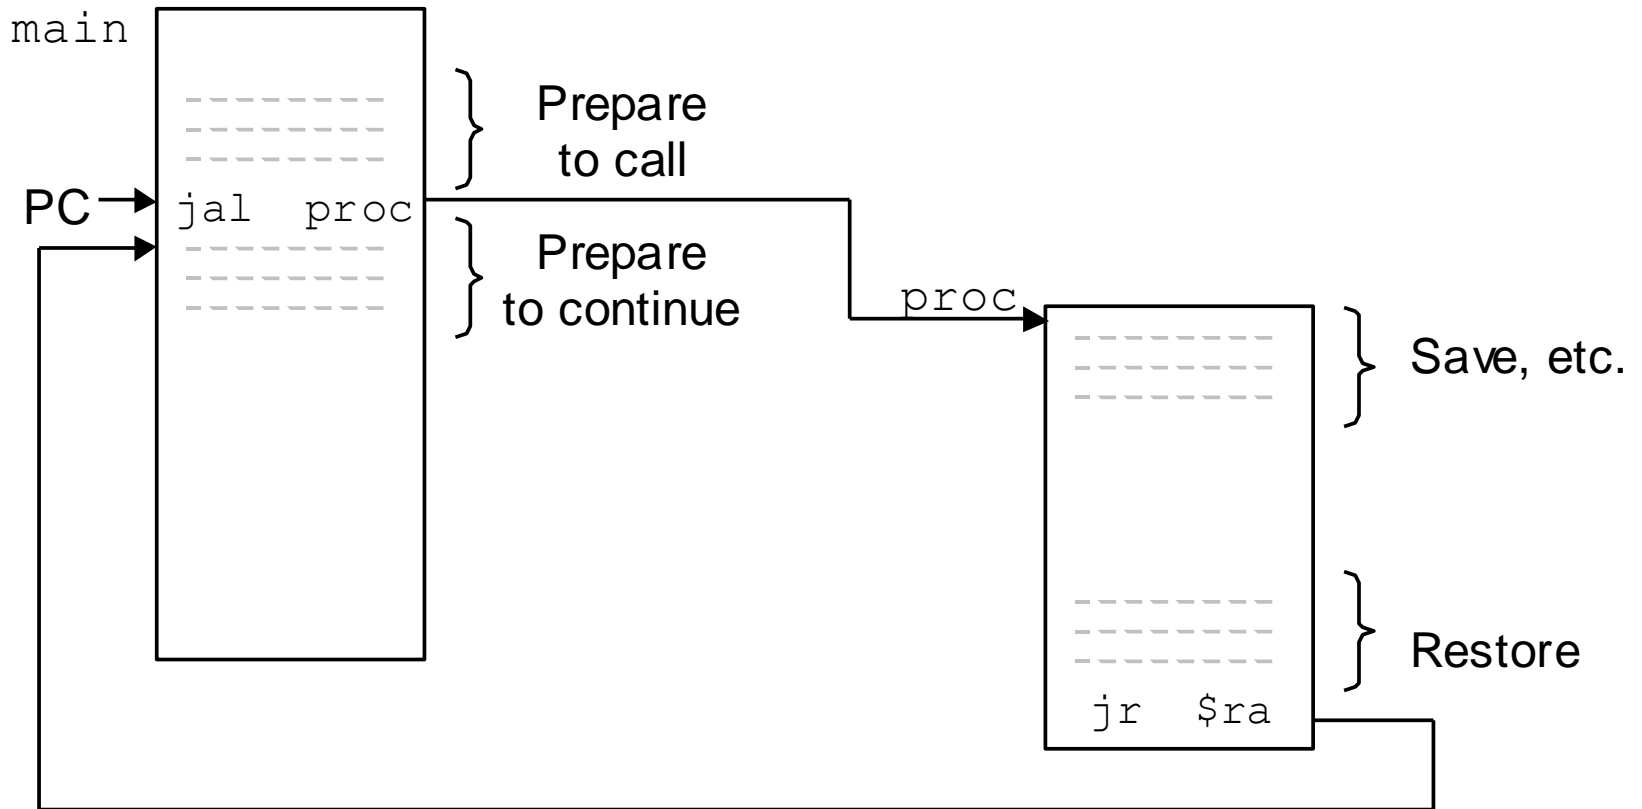 main
Prepare
to call
PC
jal proc
Prepare
to continue
proc
Save, etc.
Restore
jr $ra